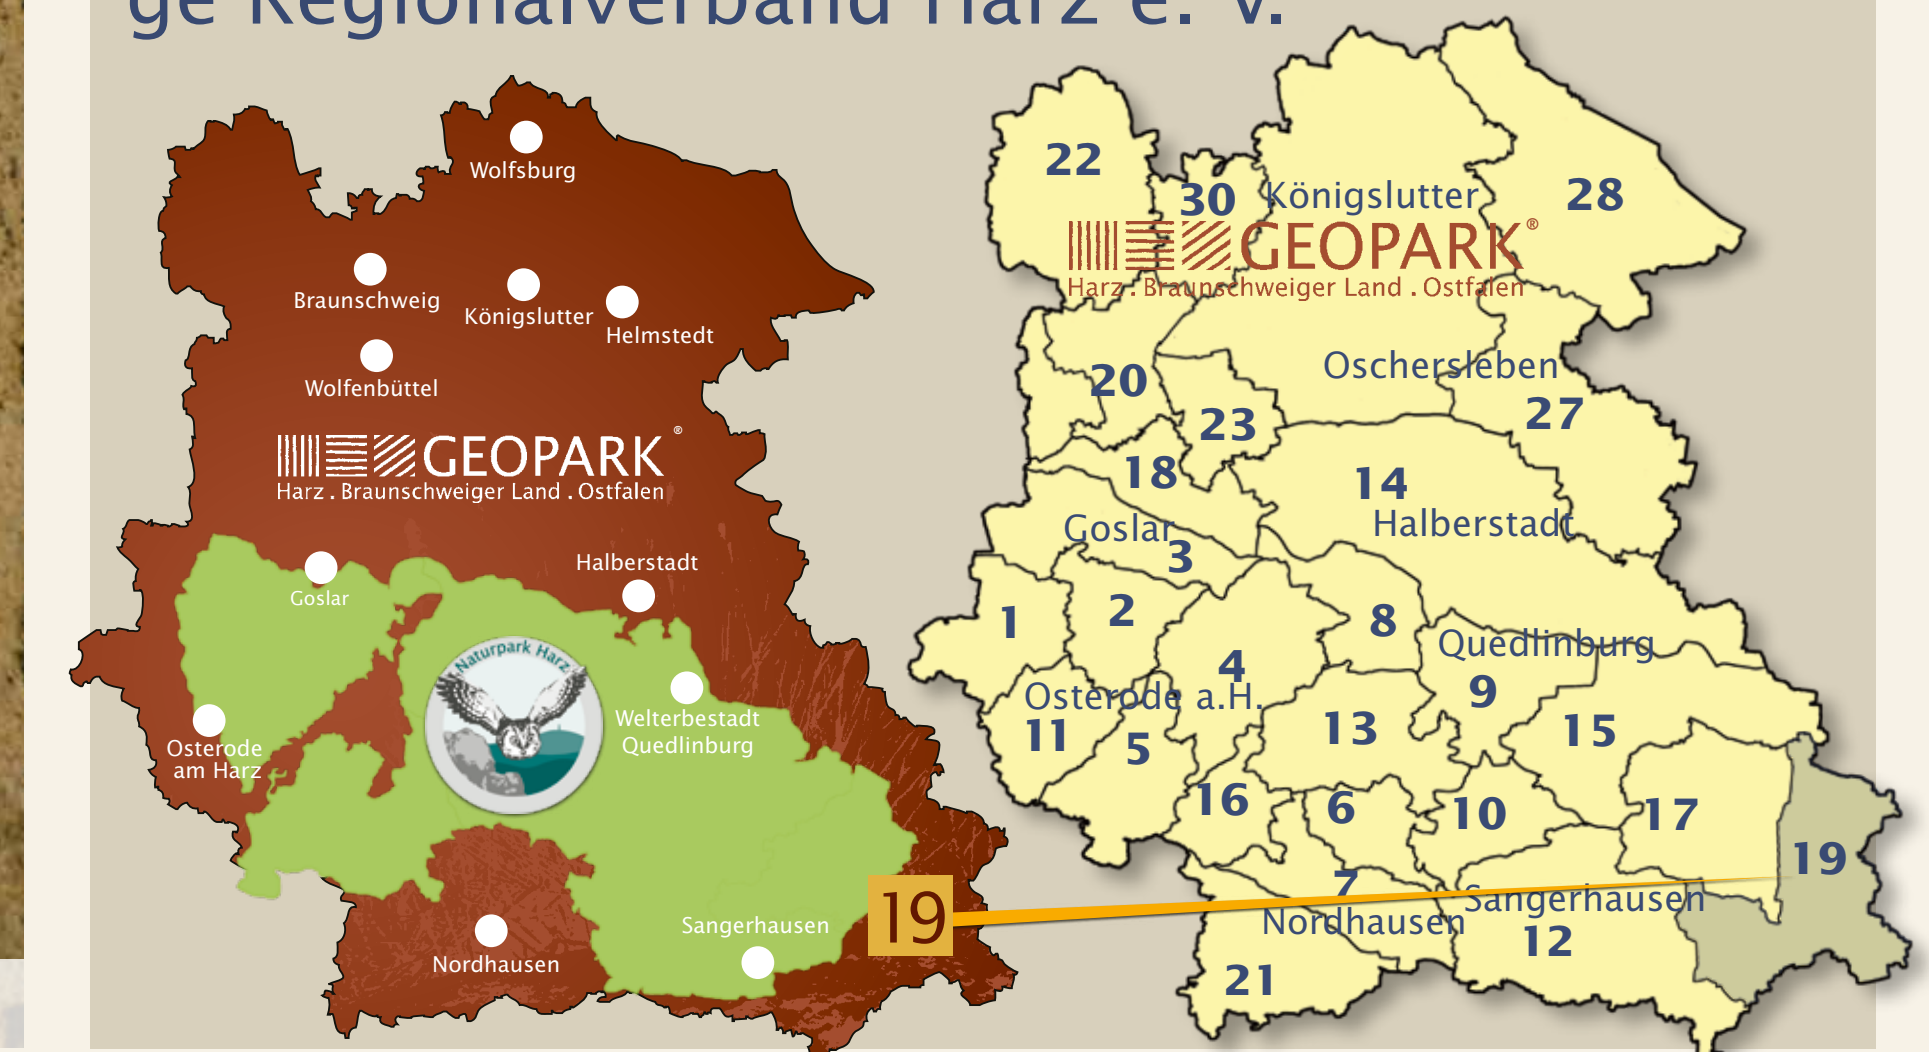 ge Regionalverband Harz e. V.
Wolfsburg
Braunschweig
Königslutter
Helmstedt
Wolfenbüttel
GEOPARK®
Harz . Braunschweiger Land . Ostfalen
Halberstadt
Goslar
Naturpark Harz
Welterbestadt
Quedlinburg
Osterode
am Harz
Sangerhausen
19
Nordhausen
22
30
Königslutter
28
GEOPARK®
Harz . Braunschweiger Land . Ostfalen
Oschersleben
20
27
23
18
14
Goslar
Halberstadt
3
1
2
8
Quedlinburg
4
9
Osterode a.H.
11
5
13
15
16
6
10
17
19
7
Sangerhausen
Nordhausen
12
21